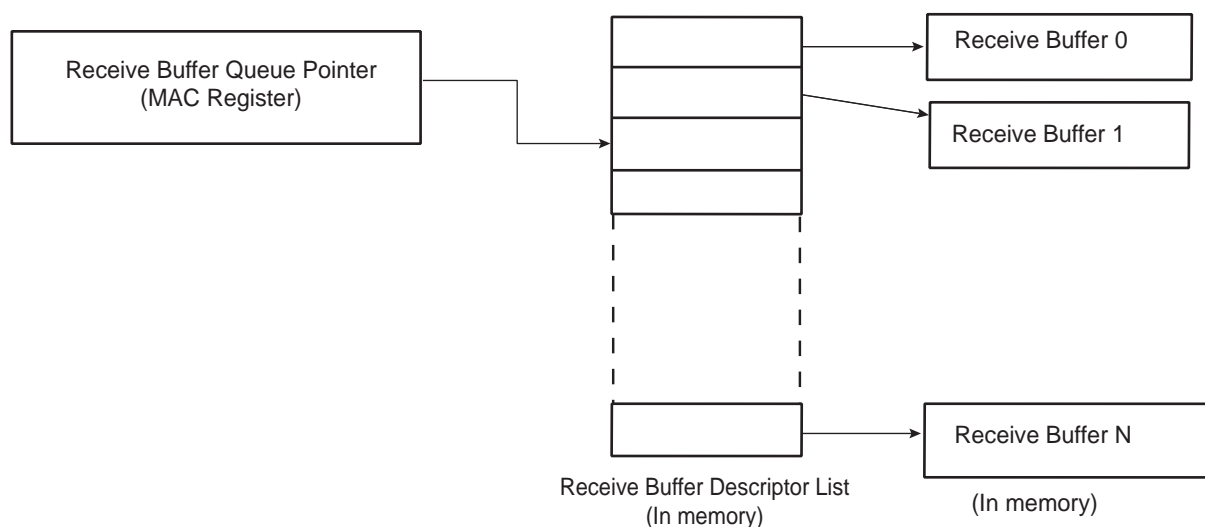 Receive Buffer Queue Pointer
(MAC Register)
Receive Buffer 0
Receive Buffer 1
Receive Buffer N
Receive Buffer Descriptor List
(In memory)
(In memory)